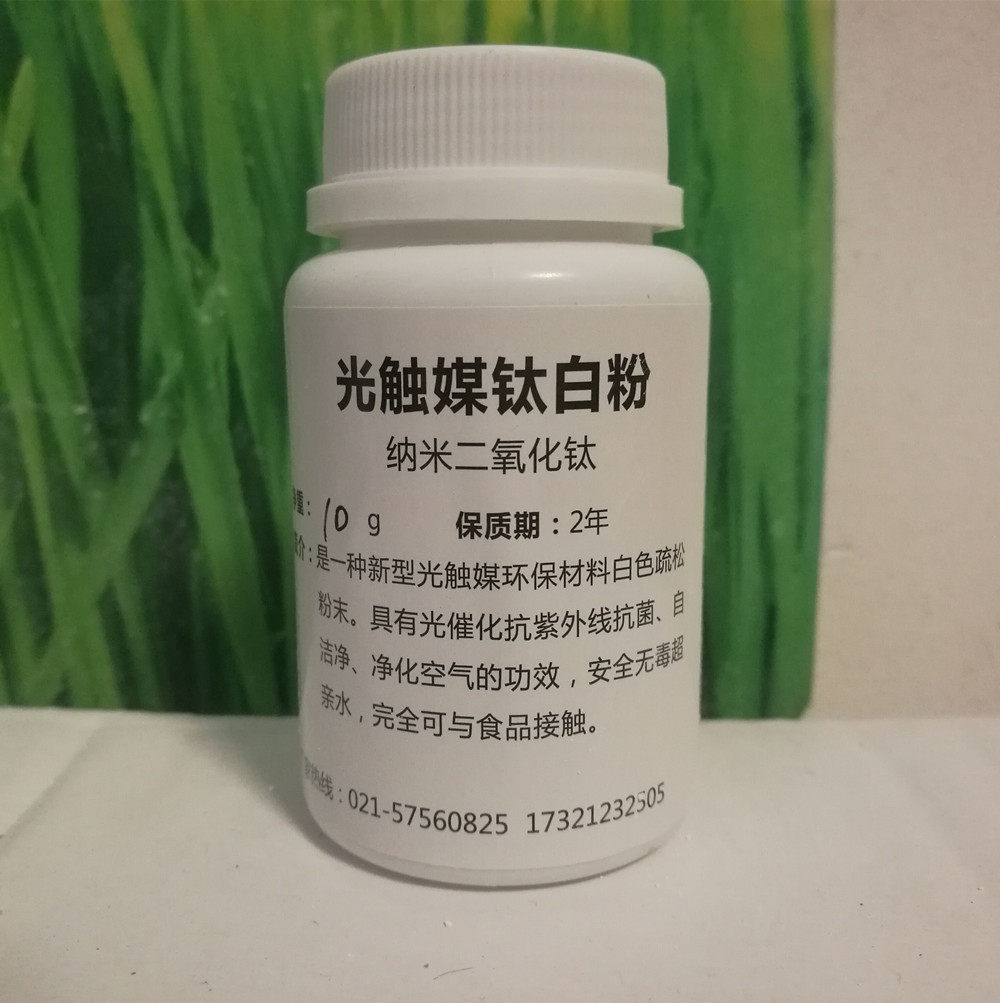 光触媒钛白粉
纳米二氧化钛
净重：10 g 保质期：2年
简介：是一种新型光触媒环保材料白色疏松
粉末。具有光催化抗紫外线抗菌、自
洁净、净化空气的功效，安全无毒超
亲水，完全可与食品接触。
热线：021-57560825 17321232505